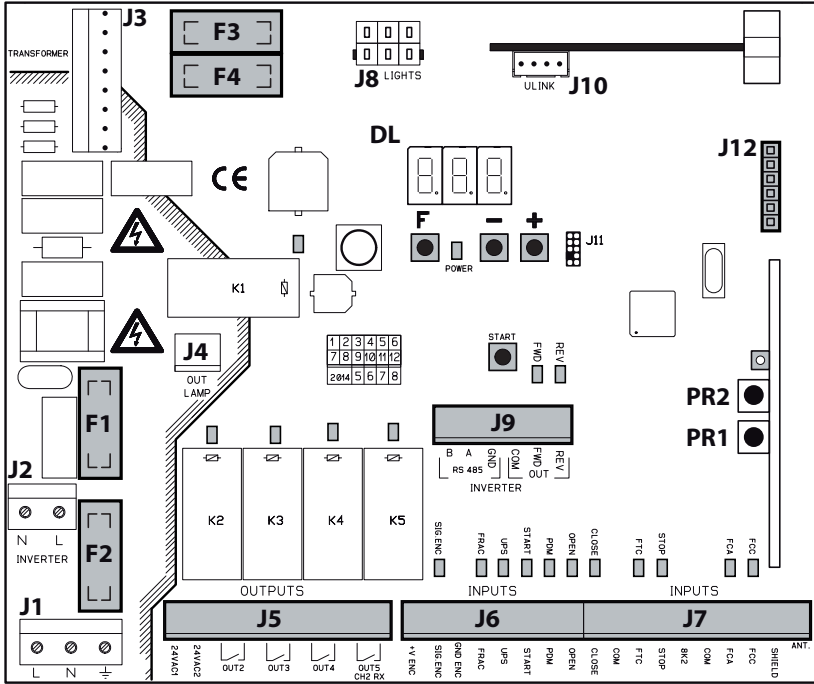 J3
F3
F4
TRANSFORMER
J8 LIGHTS
ULINK
J10
DL
J12
CE
F
-
+
POWER
J11
K1
1 2 3 4 5 6
7 8 9 10 11 12
2014 5 6 7 8
J4
OUT
LAMP
START
FWD
REV
PR2
PR1
F1
J9
B A GND COM FWD REV
RS 485 OUT
INVERTER
J2
N L
INVERTER
F2
K2
K3
K4
K5
SIG.ENC
FRAC
UPS
START
PDM
OPEN
CLOSE
FTC
STOP
FCA
FCC
OUTPUTS
INPUTS
INPUTS
J1
L N
J5
J6
J7
24VAC1
24VAC2
OUT2
OUT3
OUT4
OUT5
CH2 RX
+V ENC
SIG ENC
GND ENC
FRAC
UPS
START
PDM
OPEN
CLOSE
COM
FTC
STOP
8K2
COM
FCA
FCC
SHIELD
ANT.